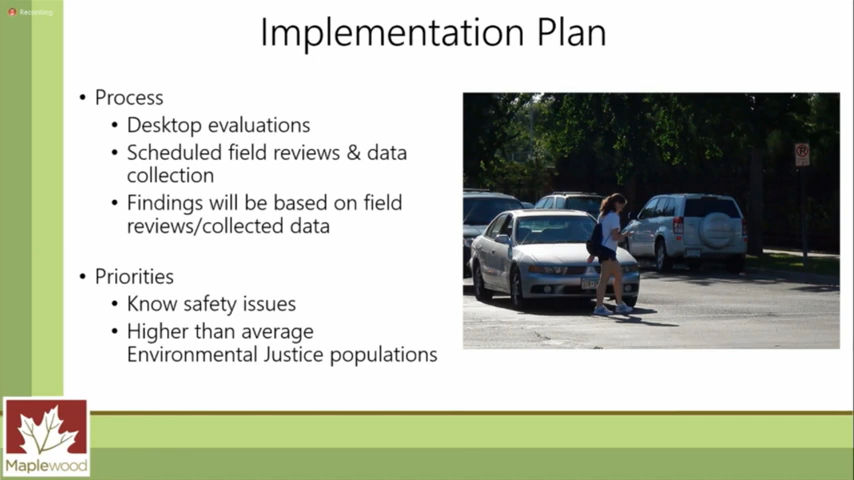 Recording
Implementation Plan
• Process
• Desktop evaluations
• Scheduled field reviews & data
collection
• Findings will be based on field
reviews/collected data
• Priorities
• Know safety issues
• Higher than average
Environmental Justice populations
Maplewood